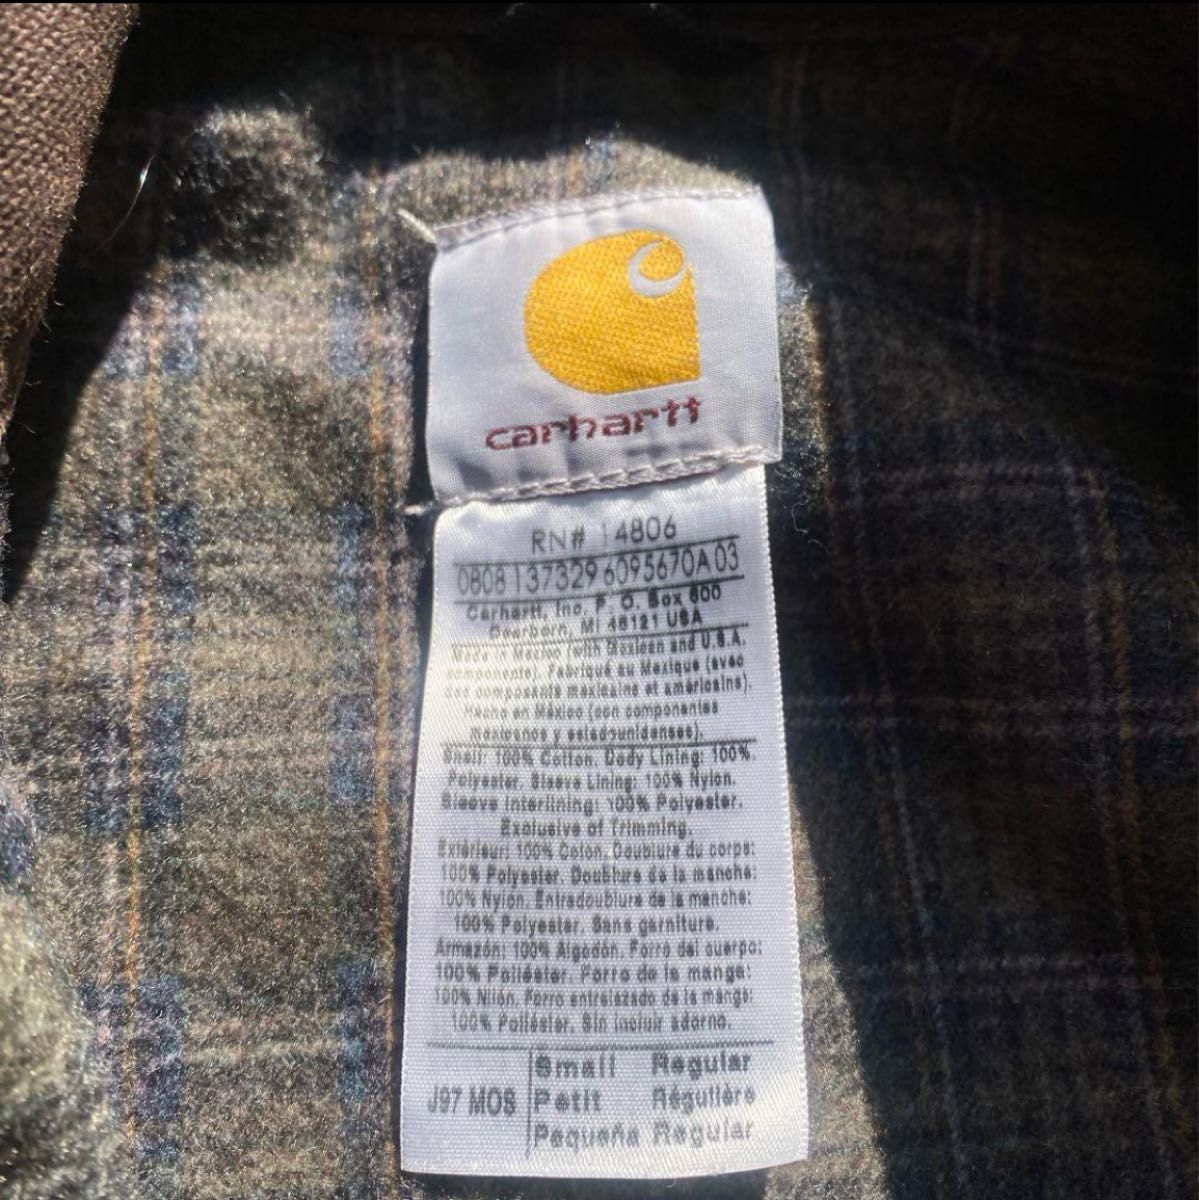 carhartt
RN# 14806
0808 137329 6095670A 03
Carhartt, Inc. P. O. Box 600
Dearborn, MI 48121 USA
Made in Mexico (with Mexican and U.S.A.
components). Fabriqué au Mexique (avec
des composants mexicains et américains).
Hecho en México (con componentes
mexicanos y estadounidenses).
Shell: 100% Cotton. Body Lining: 100%
Polyester. Sleeve Lining: 100% Nylon.
Sleeve Interlining: 100% Polyester.
Exclusive of Trimming.
Extérieur: 100% Coton. Doublure du corps:
100% Polyester. Doublure de la manche:
100% Nylon. Entredoublure de la manche:
100% Polyester. Sans garniture.
Armazón: 100% Algodón. Forro del cuerpo:
100% Poliéster. Forro de la manga:
100% Nilón. Forro entrelazado de la manga:
100% Poliéster. Sin incluir adorno.
J97 MOS
Small Regular
Petit Régulière
Pequeña Regular